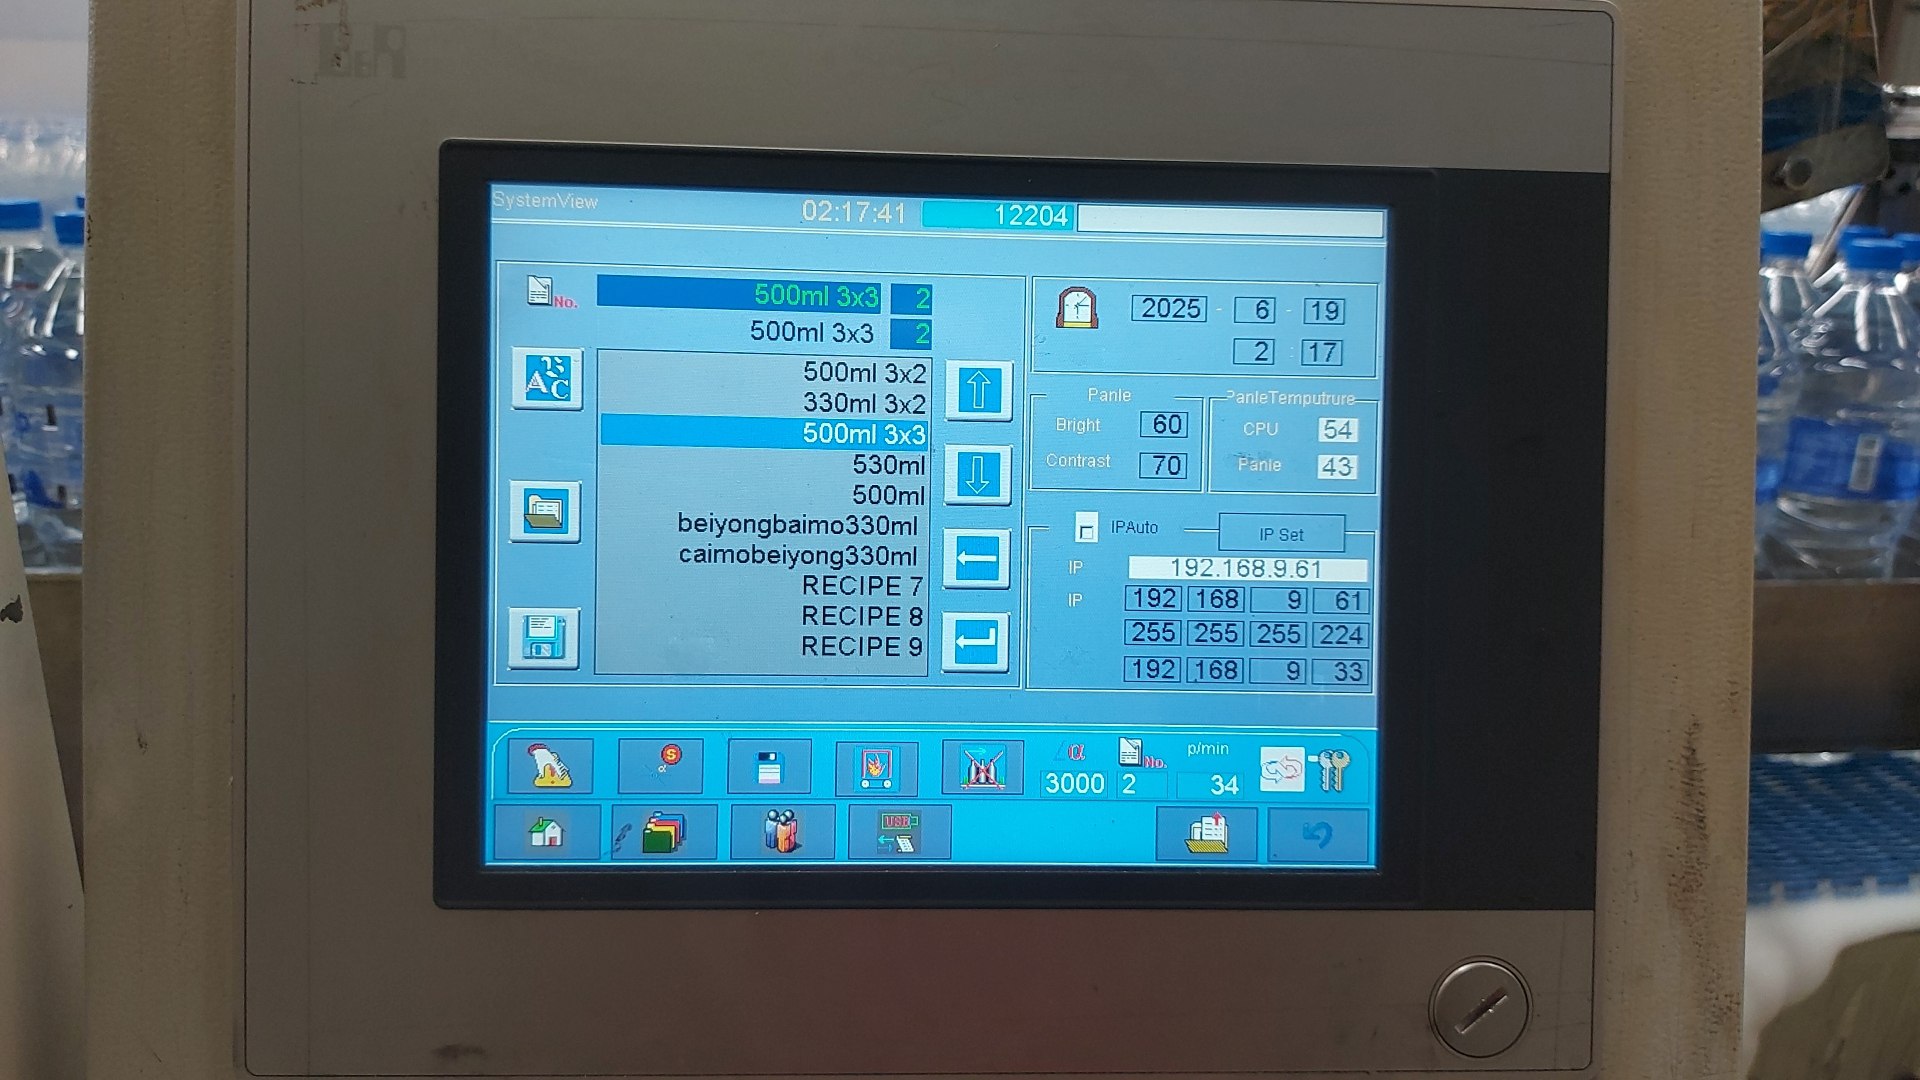 SystemView 02:17:41 12204
No. 500ml 3x3 2
500ml 3x3 2
500ml 3x2
330ml 3x2
500ml 3x3
530ml
500ml
beiyongbaimo330ml
caimobeiyong330ml
RECIPE 7
RECIPE 8
RECIPE 9
2025 - 6 - 19
2 : 17
Panle
Bright 60
Contrast 70
PanleTemputrure
CPU 54
Panle 43
IPAuto IP Set
IP 192.168.9.61
IP 192 168 9 61
255 255 255 224
192 168 9 33
α No. p/min
3000 2 34
USB